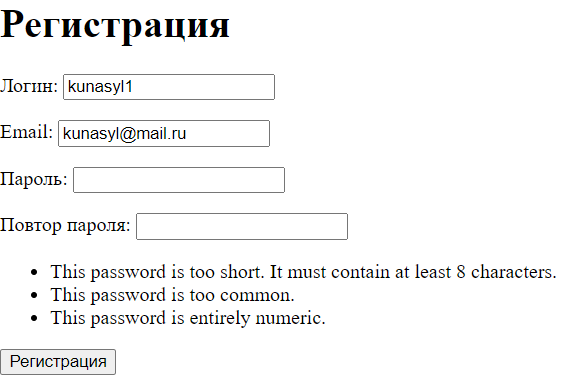 Регистрация
Логин: kunasyl1
Email: kunasyl@mail.ru
Пароль:
Повтор пароля:
This password is too short. It must contain at least 8 characters.
This password is too common.
This password is entirely numeric.
Регистрация